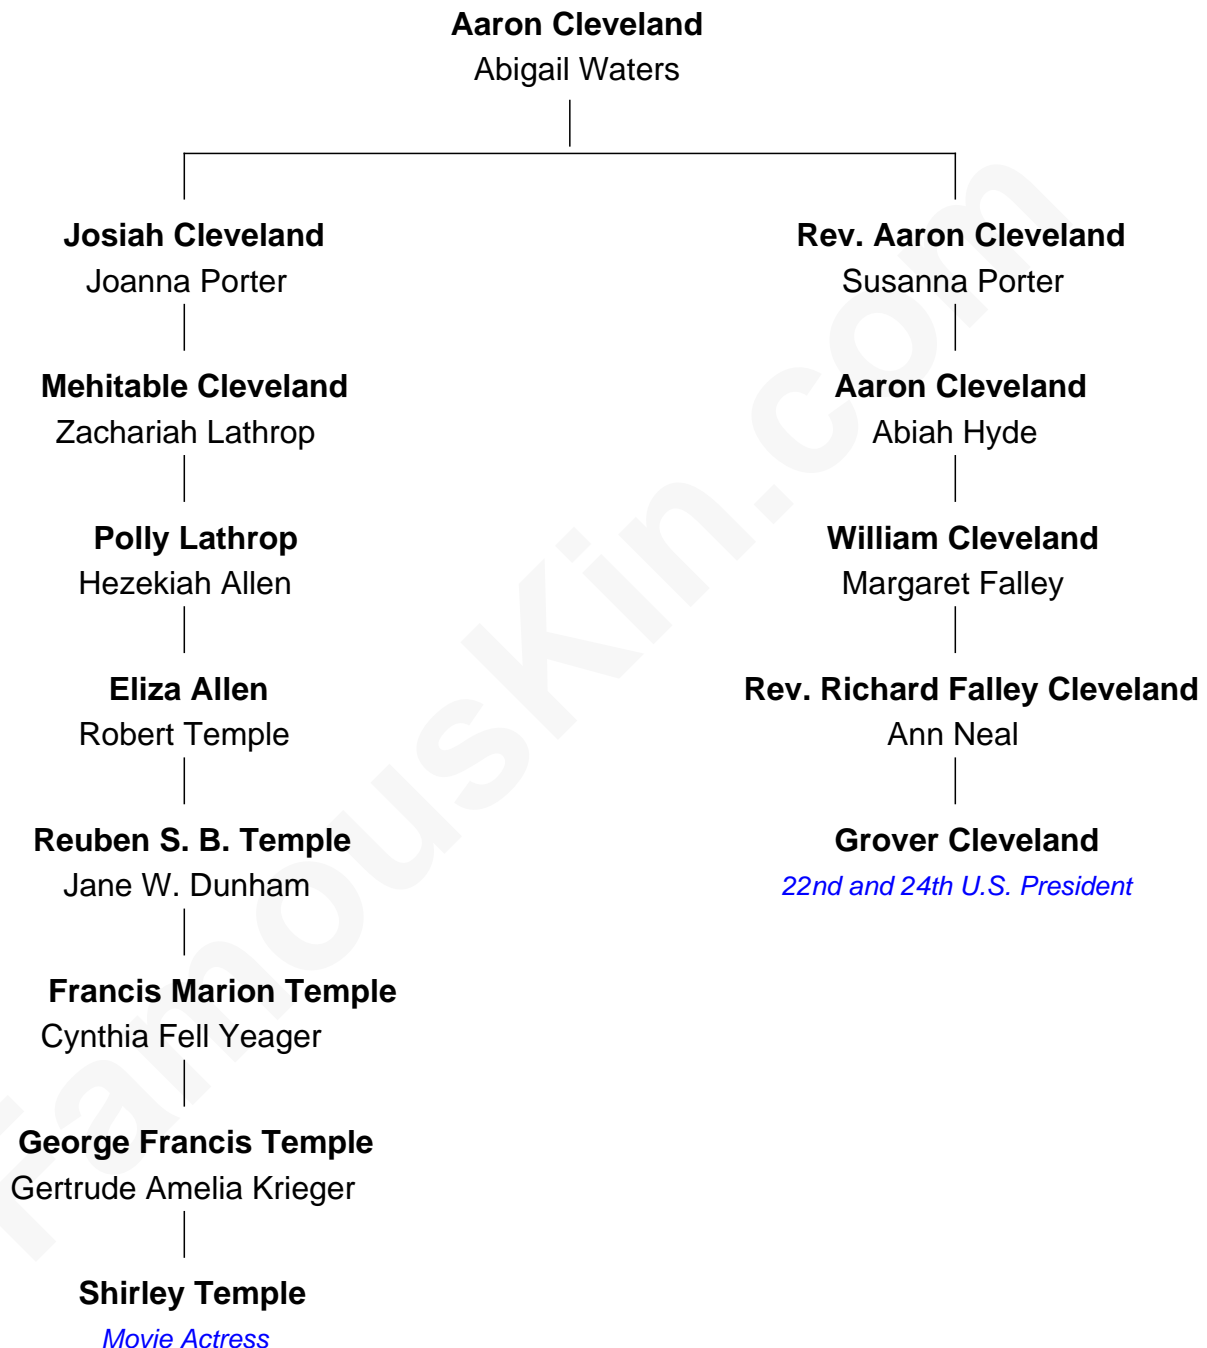 Aaron Cleveland
Abigail Waters
Josiah Cleveland
Joanna Porter
Mehitable Cleveland
Zachariah Lathrop
Polly Lathrop
Hezekiah Allen
Eliza Allen
Robert Temple
Reuben S. B. Temple
Jane W. Dunham
Francis Marion Temple
Cynthia Fell Yeager
George Francis Temple
Gertrude Amelia Krieger
Shirley Temple
Movie Actress
Rev. Aaron Cleveland
Susanna Porter
Aaron Cleveland
Abiah Hyde
William Cleveland
Margaret Falley
Rev. Richard Falley Cleveland
Ann Neal
Grover Cleveland
22nd and 24th U.S. President
FamousKin.com